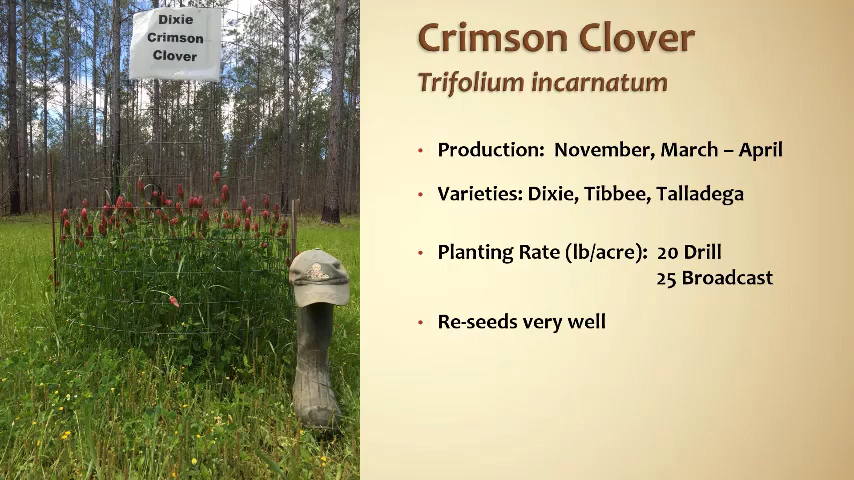 Dixie
Crimson
Clover
Crimson Clover
Trifolium incarnatum
• Production: November, March – April
• Varieties: Dixie, Tibbee, Talladega
• Planting Rate (lb/acre): 20 Drill
25 Broadcast
• Re-seeds very well